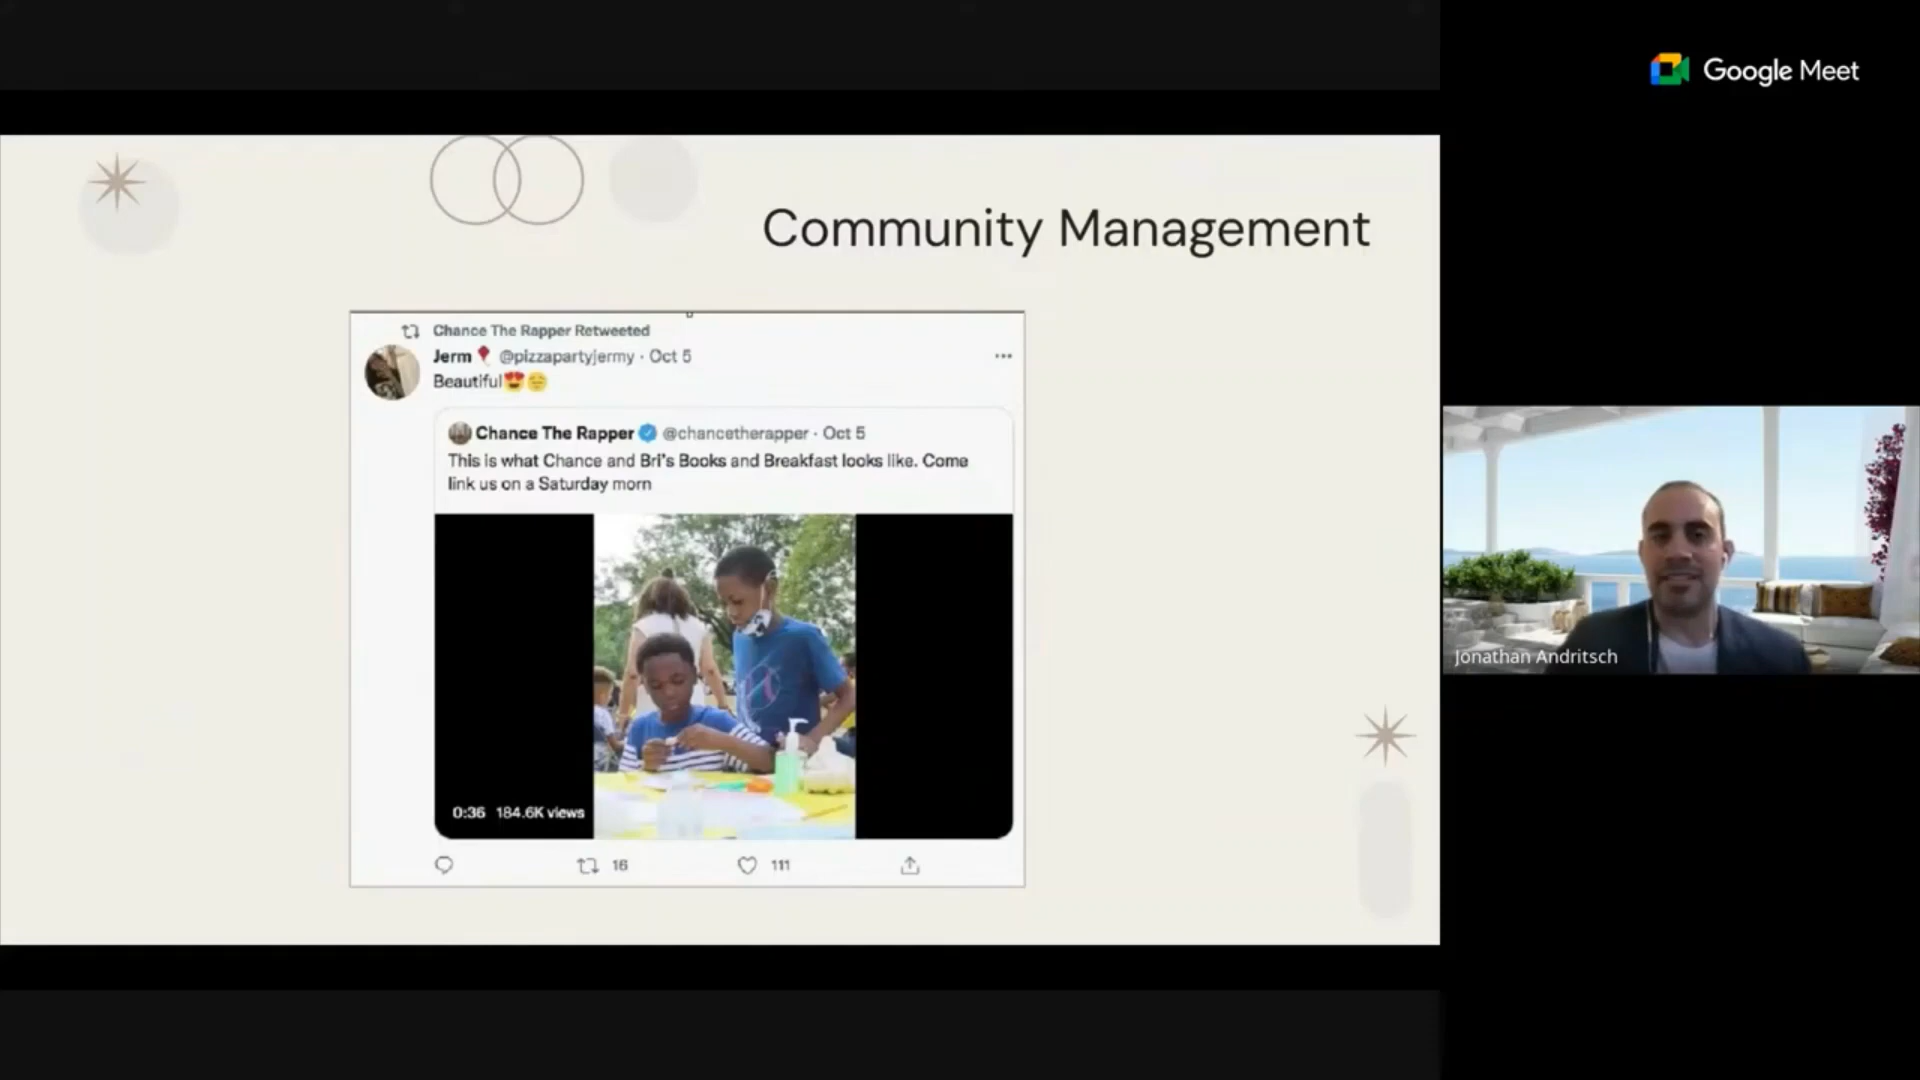 Google Meet
Community Management
Chance The Rapper Retweeted
Jerm @pizzapartyjermy · Oct 5
Beautiful😍😌
Chance The Rapper @chancetherapper · Oct 5
This is what Chance and Bri's Books and Breakfast looks like. Come
link us on a Saturday morn
0:36 184.6K views
16 111
Jonathan Andritsch